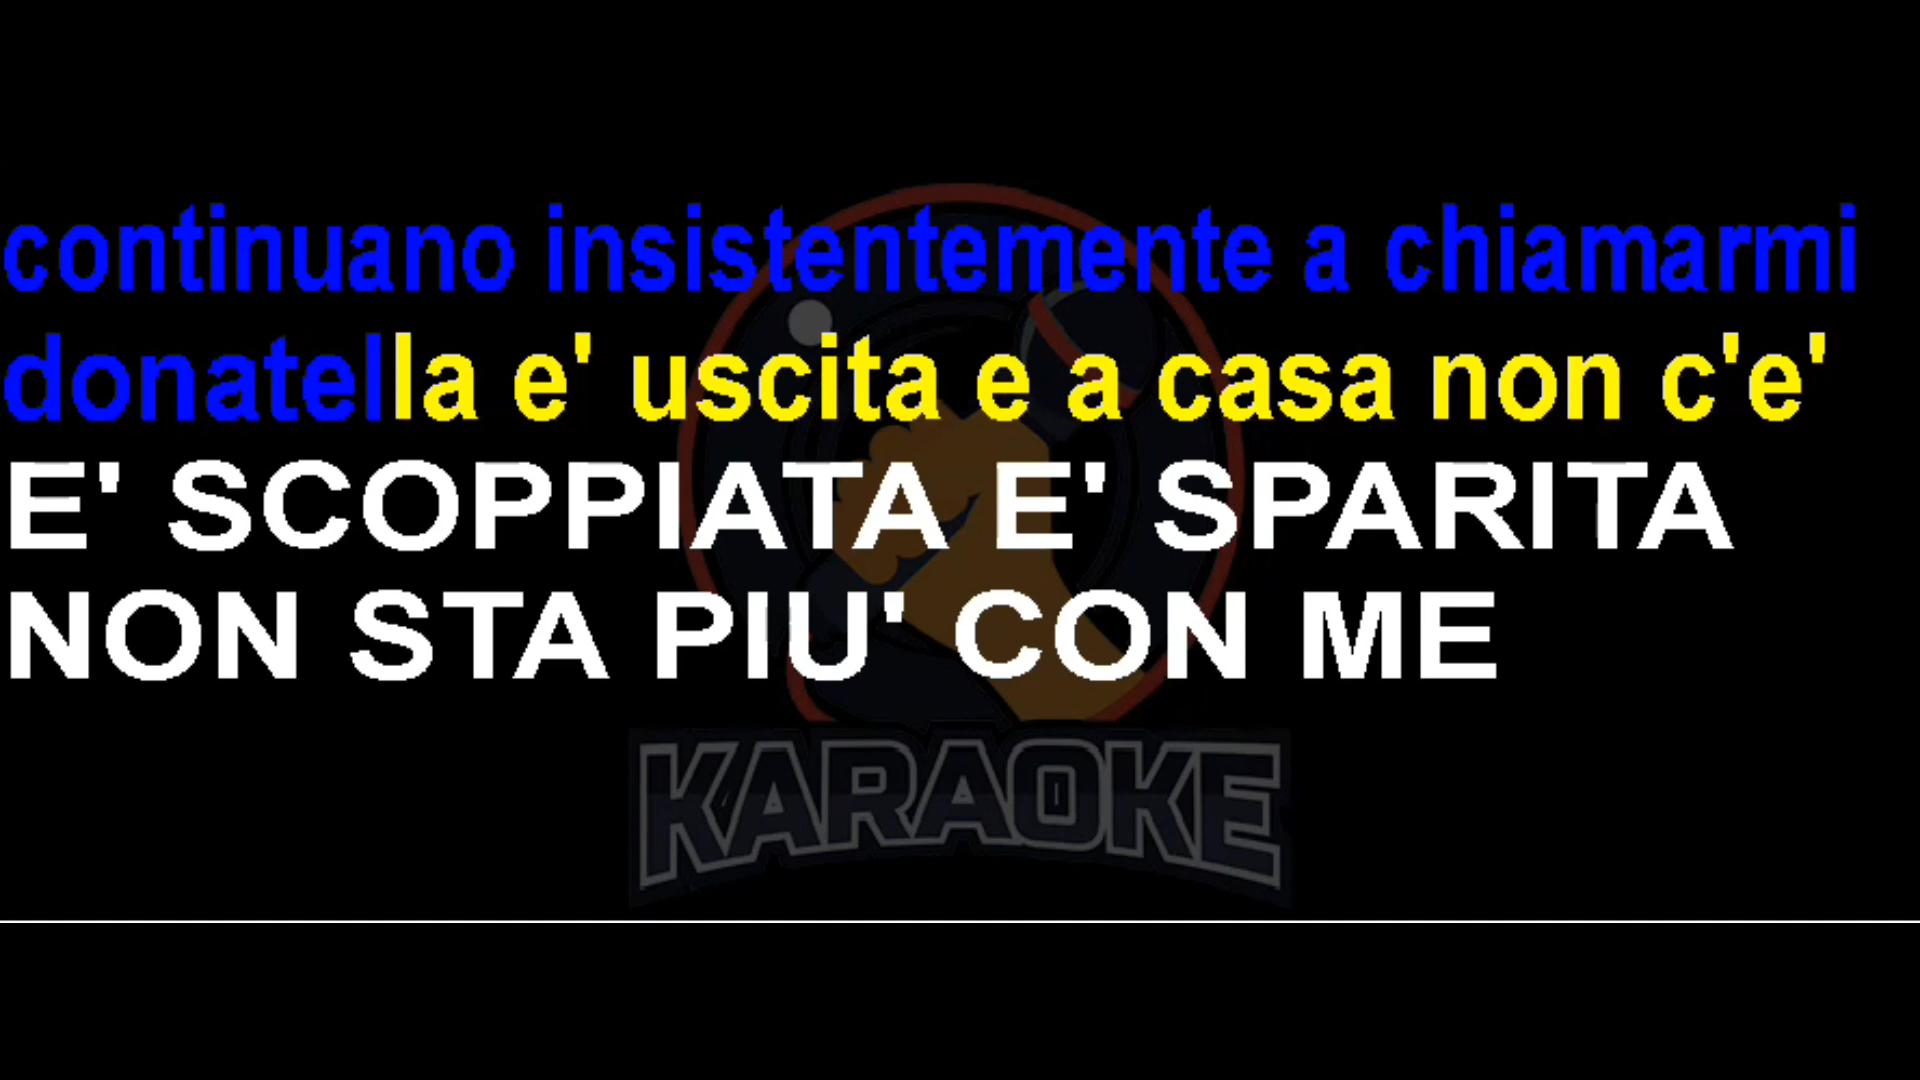 continuano insistentemente a chiamarmi
donatella e' uscita e a casa non c'e'
E' SCOPPIATA E' SPARITA
NON STA PIU' CON ME
KARAOKE